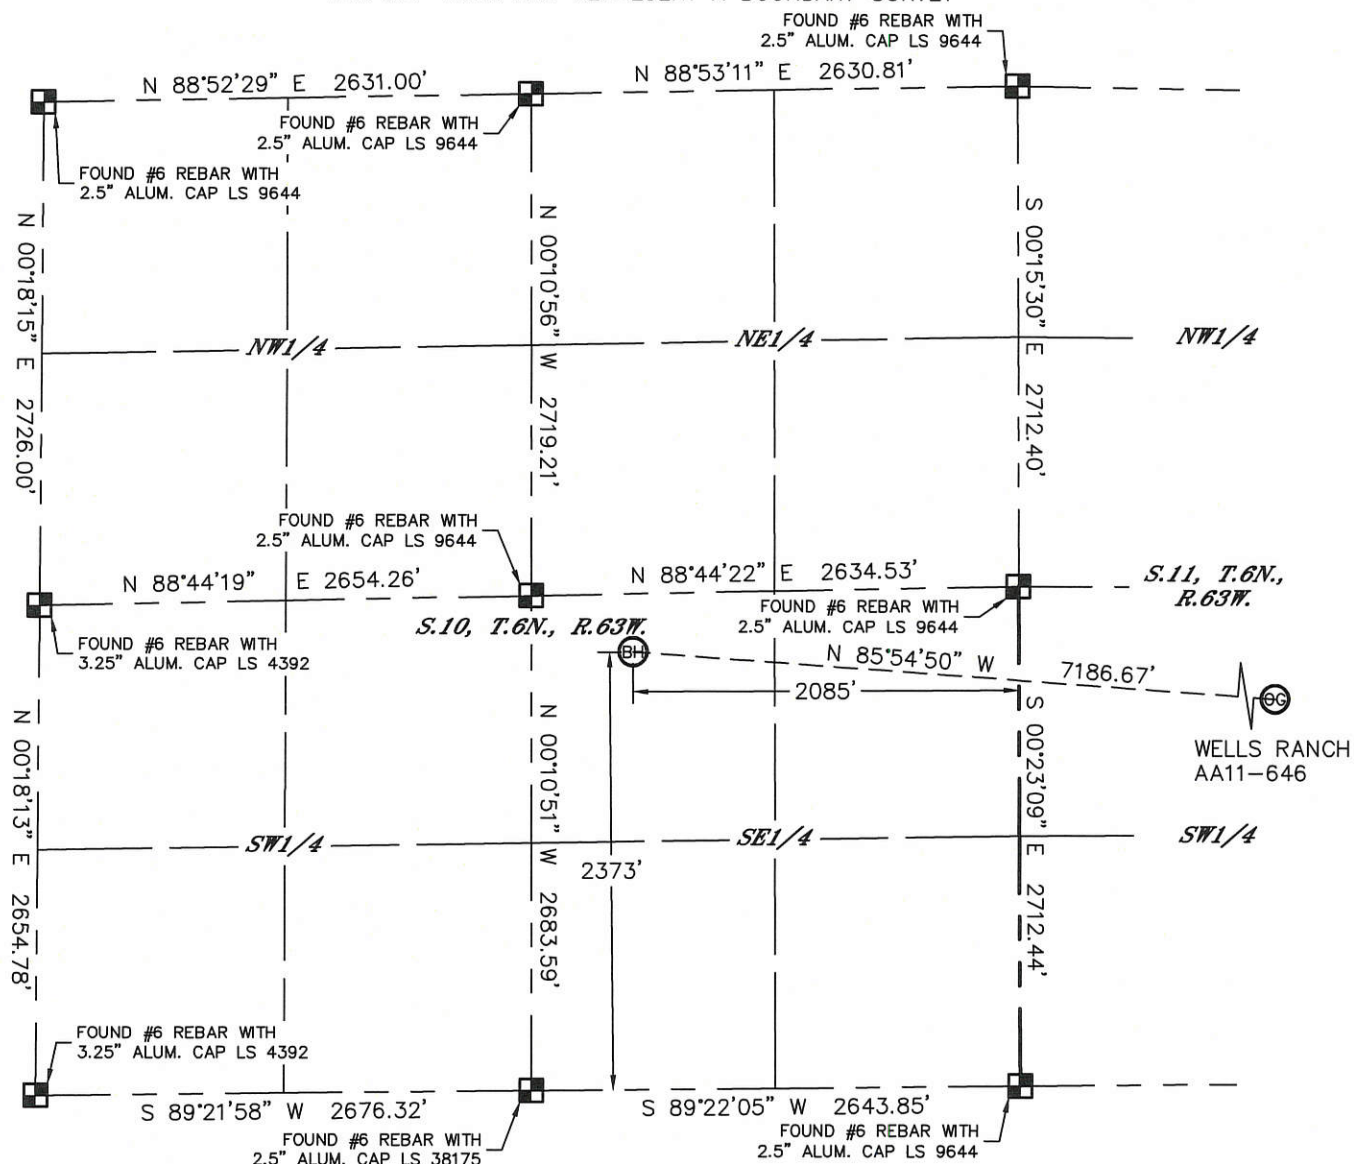 FOUND #6 REBAR WITH
2.5" ALUM. CAP LS 9644
N 88°52'29" E 2631.00'
N 88°53'11" E 2630.81'
FOUND #6 REBAR WITH
2.5" ALUM. CAP LS 9644
FOUND #6 REBAR WITH
2.5" ALUM. CAP LS 9644
N 00°18'15" E 2726.00'
N 00°10'56" W 2719.21'
S 00°15'30" E 2712.40'
NW1/4
NE1/4
NW1/4
FOUND #6 REBAR WITH
2.5" ALUM. CAP LS 9644
N 88°44'19" E 2654.26'
N 88°44'22" E 2634.53'
S.11, T.6N.,
R.63W.
FOUND #6 REBAR WITH
2.5" ALUM. CAP LS 9644
S.10, T.6N., R.63W.
FOUND #6 REBAR WITH
3.25" ALUM. CAP LS 4392
BH
N 85°54'50" W 7186.67'
2085'
OG
WELLS RANCH
AA11-646
N 00°18'13" E 2654.78'
N 00°10'51" W 2683.59'
S 00°23'09" E 2712.44'
SW1/4
SE1/4
SW1/4
2373'
FOUND #6 REBAR WITH
3.25" ALUM. CAP LS 4392
S 89°21'58" W 2676.32'
S 89°22'05" W 2643.85'
FOUND #6 REBAR WITH
2.5" ALUM. CAP LS 38175
FOUND #6 REBAR WITH
2.5" ALUM. CAP LS 9644